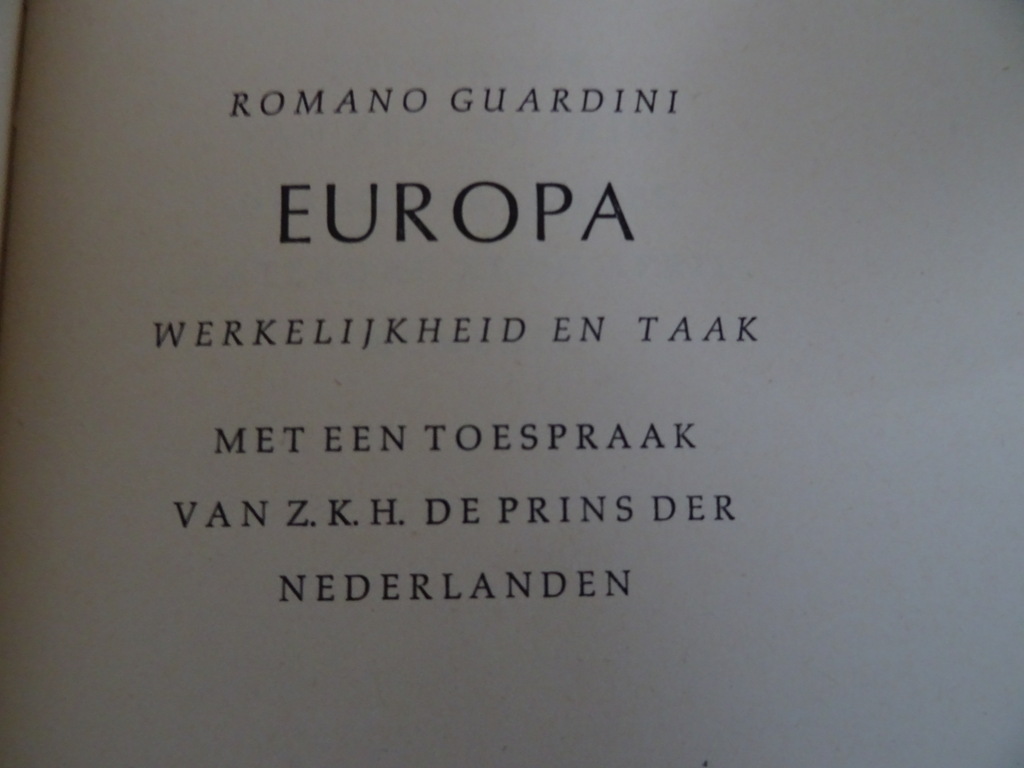 ROMANO GUARDINI
EUROPA
WERKELIJKHEID EN TAAK
MET EEN TOESPRAAK
VAN Z. K. H. DE PRINS DER
NEDERLANDEN